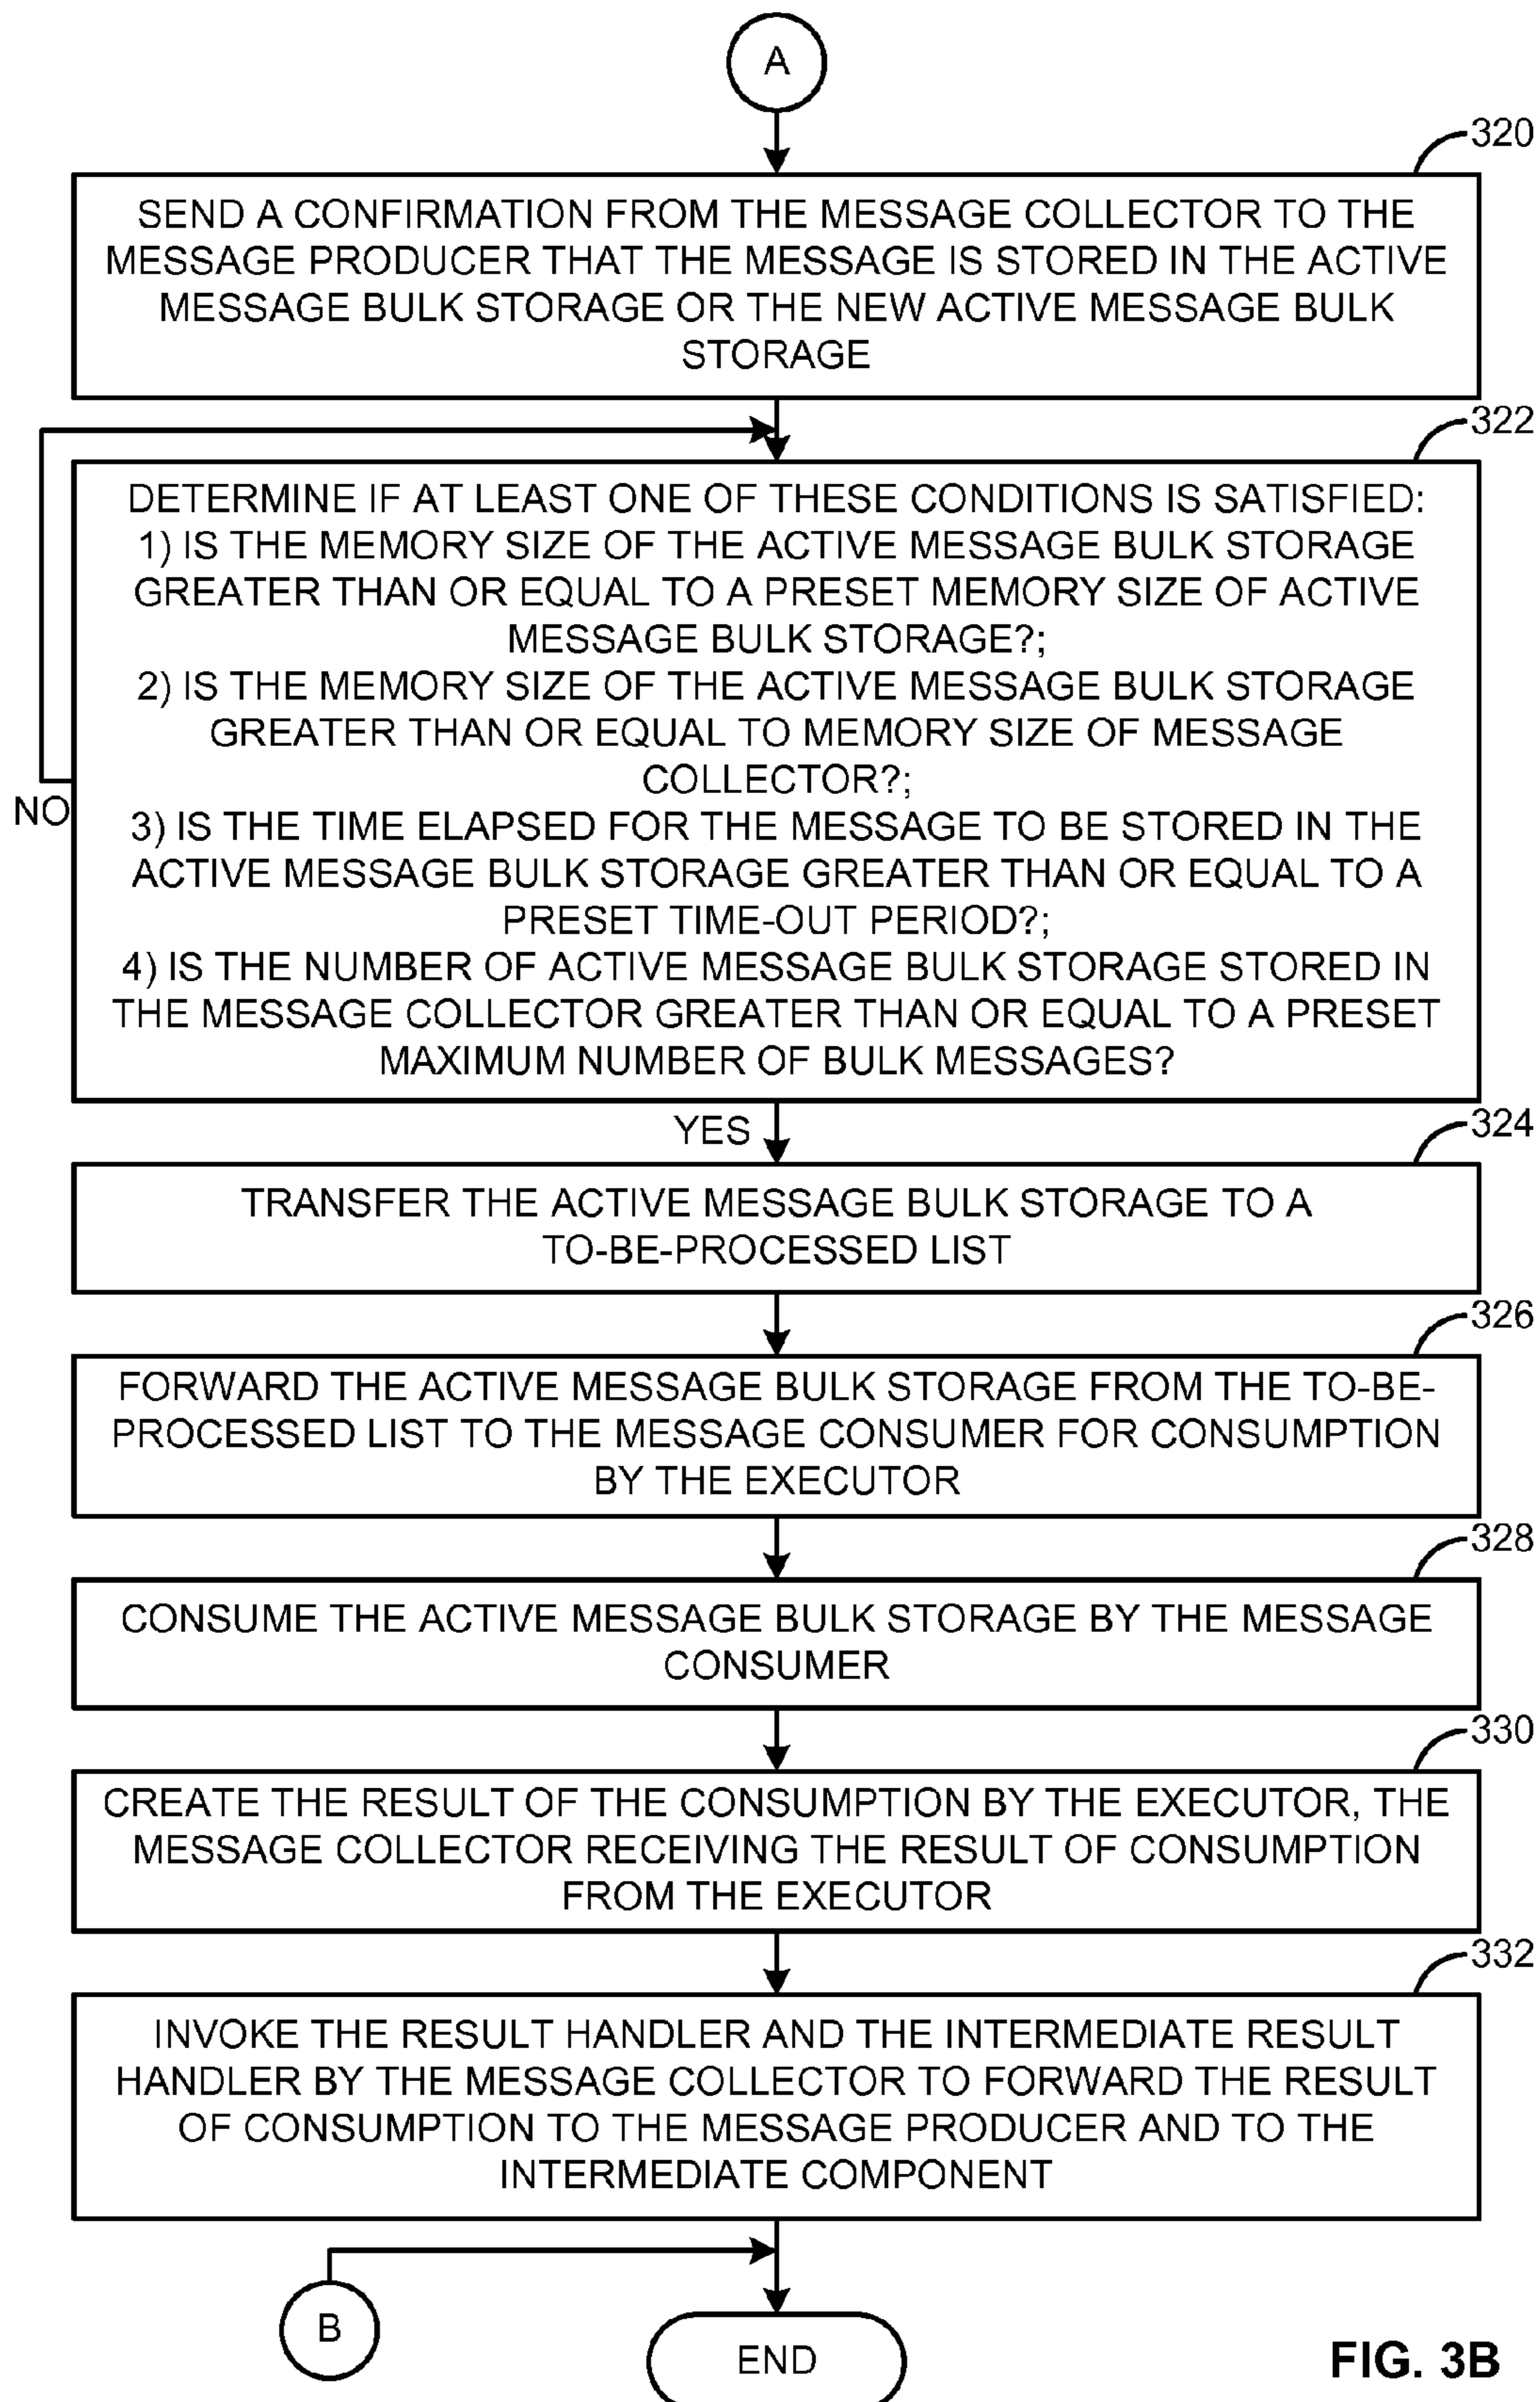 A
320
SEND A CONFIRMATION FROM THE MESSAGE COLLECTOR TO THE
MESSAGE PRODUCER THAT THE MESSAGE IS STORED IN THE ACTIVE
MESSAGE BULK STORAGE OR THE NEW ACTIVE MESSAGE BULK
STORAGE
322
DETERMINE IF AT LEAST ONE OF THESE CONDITIONS IS SATISFIED:
1) IS THE MEMORY SIZE OF THE ACTIVE MESSAGE BULK STORAGE
GREATER THAN OR EQUAL TO A PRESET MEMORY SIZE OF ACTIVE
MESSAGE BULK STORAGE?;
2) IS THE MEMORY SIZE OF THE ACTIVE MESSAGE BULK STORAGE
GREATER THAN OR EQUAL TO MEMORY SIZE OF MESSAGE
COLLECTOR?;
3) IS THE TIME ELAPSED FOR THE MESSAGE TO BE STORED IN THE
ACTIVE MESSAGE BULK STORAGE GREATER THAN OR EQUAL TO A
PRESET TIME-OUT PERIOD?;
4) IS THE NUMBER OF ACTIVE MESSAGE BULK STORAGE STORED IN
THE MESSAGE COLLECTOR GREATER THAN OR EQUAL TO A PRESET
MAXIMUM NUMBER OF BULK MESSAGES?
NO
YES
324
TRANSFER THE ACTIVE MESSAGE BULK STORAGE TO A
TO-BE-PROCESSED LIST
326
FORWARD THE ACTIVE MESSAGE BULK STORAGE FROM THE TO-BE-
PROCESSED LIST TO THE MESSAGE CONSUMER FOR CONSUMPTION
BY THE EXECUTOR
328
CONSUME THE ACTIVE MESSAGE BULK STORAGE BY THE MESSAGE
CONSUMER
330
CREATE THE RESULT OF THE CONSUMPTION BY THE EXECUTOR, THE
MESSAGE COLLECTOR RECEIVING THE RESULT OF CONSUMPTION
FROM THE EXECUTOR
332
INVOKE THE RESULT HANDLER AND THE INTERMEDIATE RESULT
HANDLER BY THE MESSAGE COLLECTOR TO FORWARD THE RESULT
OF CONSUMPTION TO THE MESSAGE PRODUCER AND TO THE
INTERMEDIATE COMPONENT
B
END
FIG. 3B